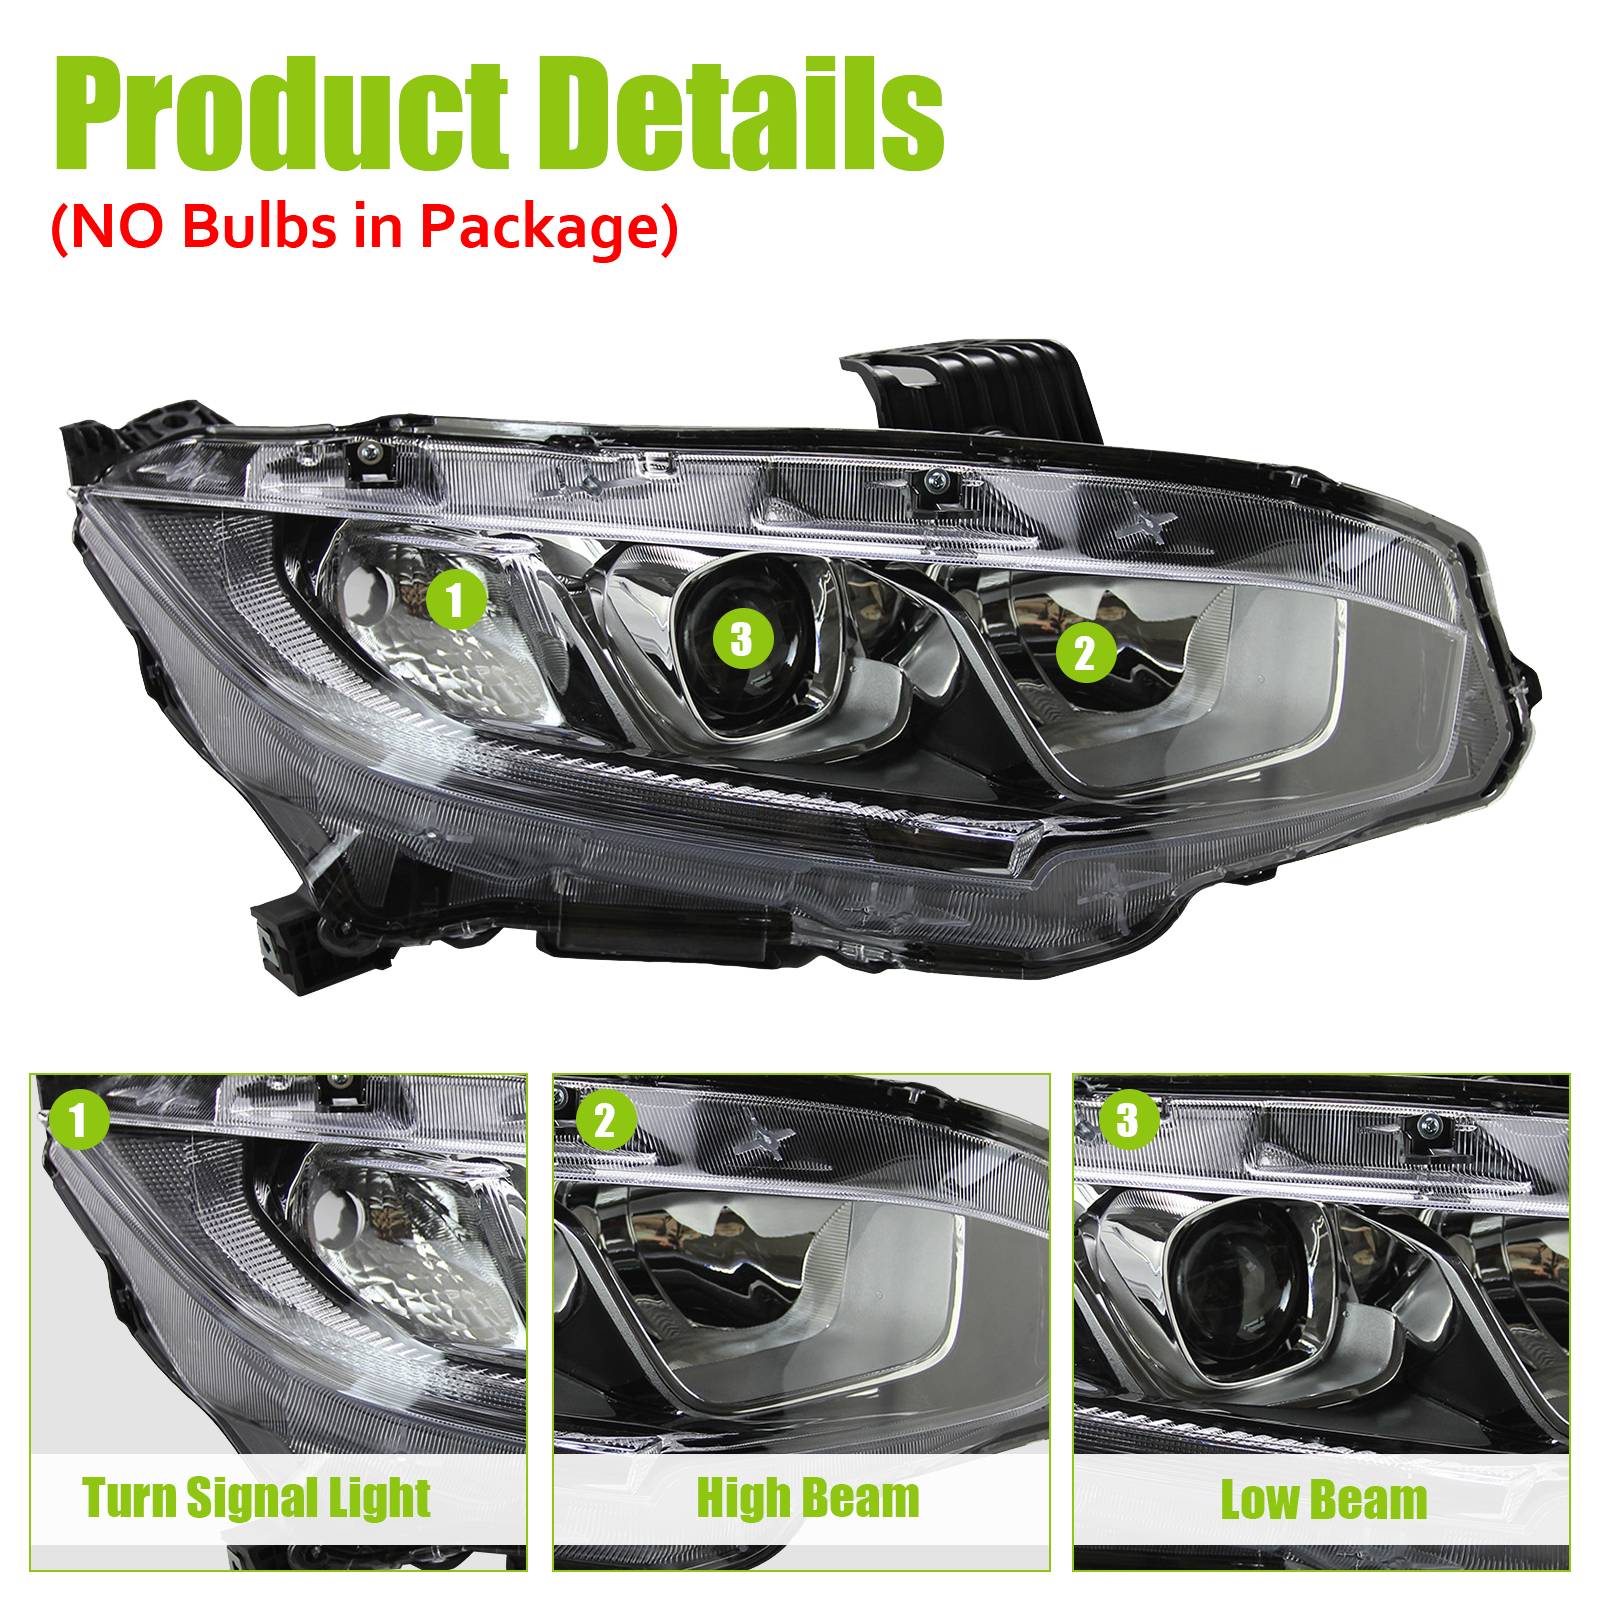 Product Details
(NO Bulbs in Package)
1
3
2
1
2
3
Turn Signal Light
High Beam
Low Beam